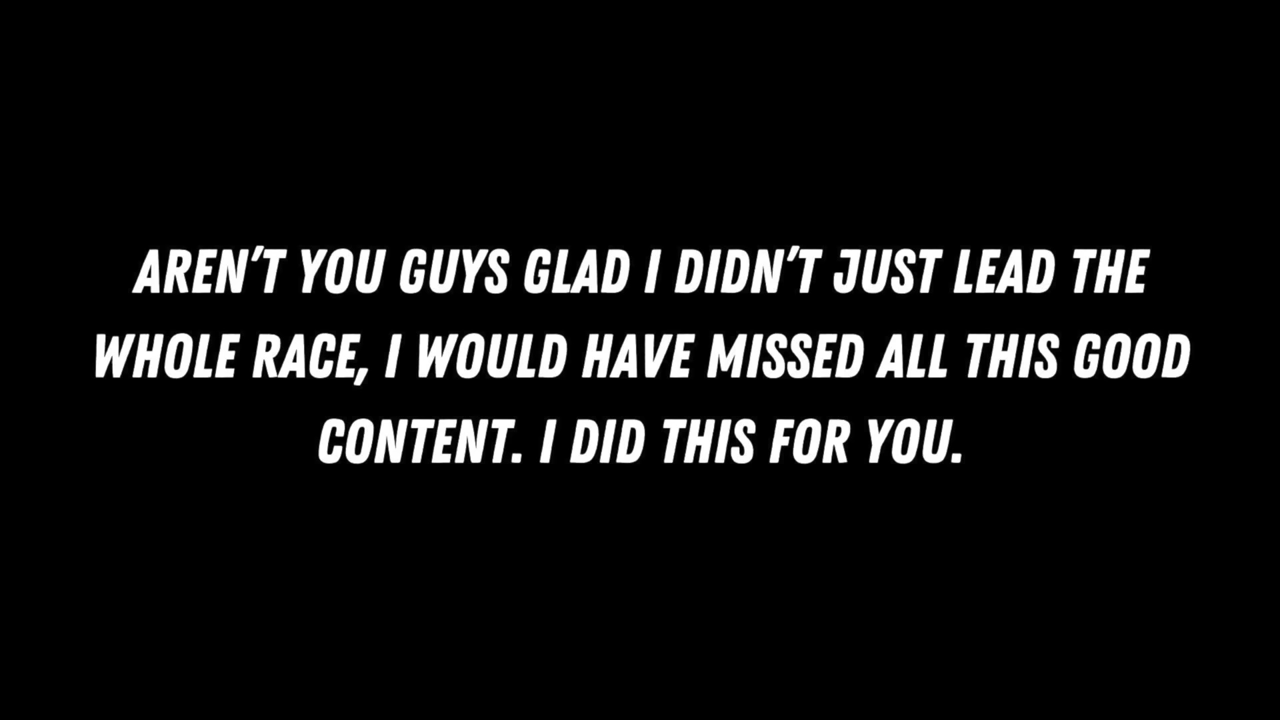 AREN'T YOU GUYS GLAD I DIDN'T JUST LEAD THE
WHOLE RACE, I WOULD HAVE MISSED ALL THIS GOOD
CONTENT. I DID THIS FOR YOU.